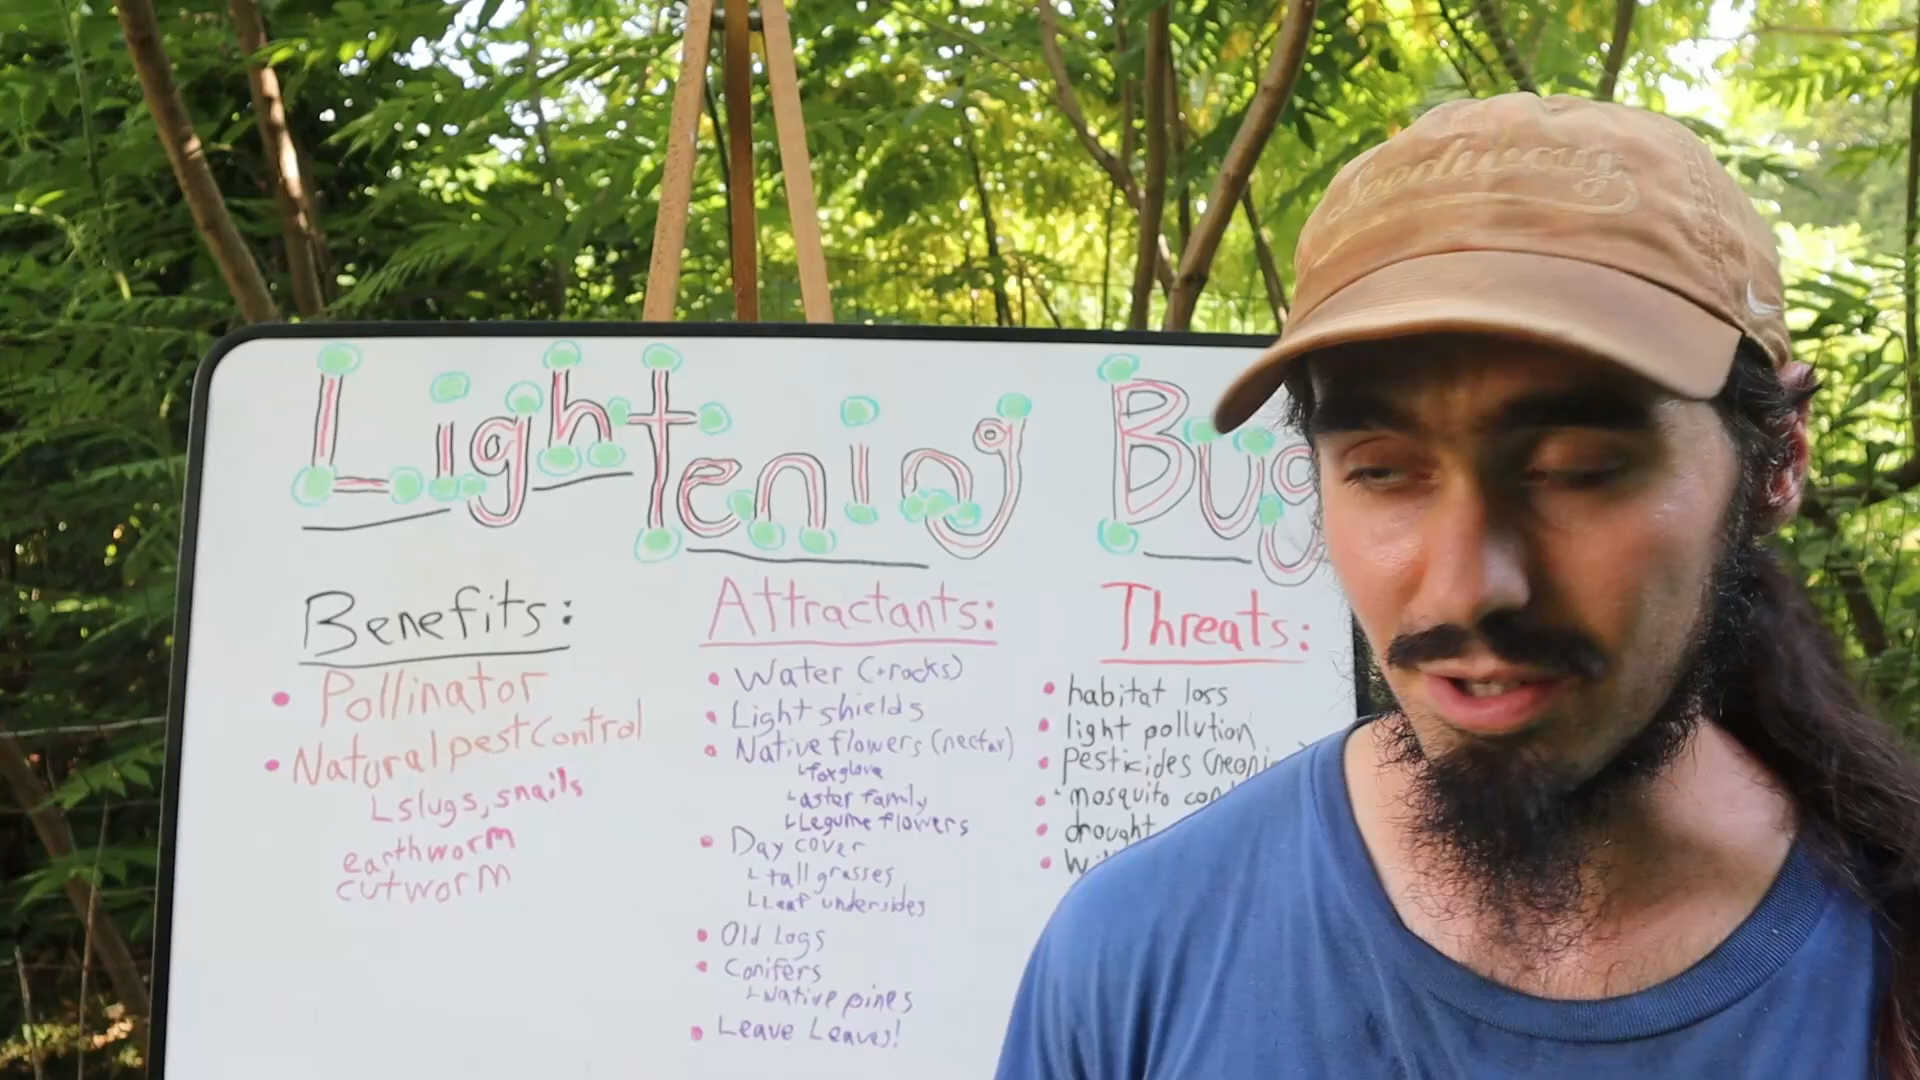 Lightening Bug
Benefits:
Pollinator
Natural pest control
slugs, snails
earthworm
cutworm
Attractants:
Water (+rocks)
Light shields
Native flowers (nectar)
foxglove
aster family
Legume flowers
Day cover
tall grasses
Leaf undersides
Old Logs
Conifers
Native pines
Leave Leaves!
Threats:
habitat loss
light pollution
pesticides
mosquito
drought